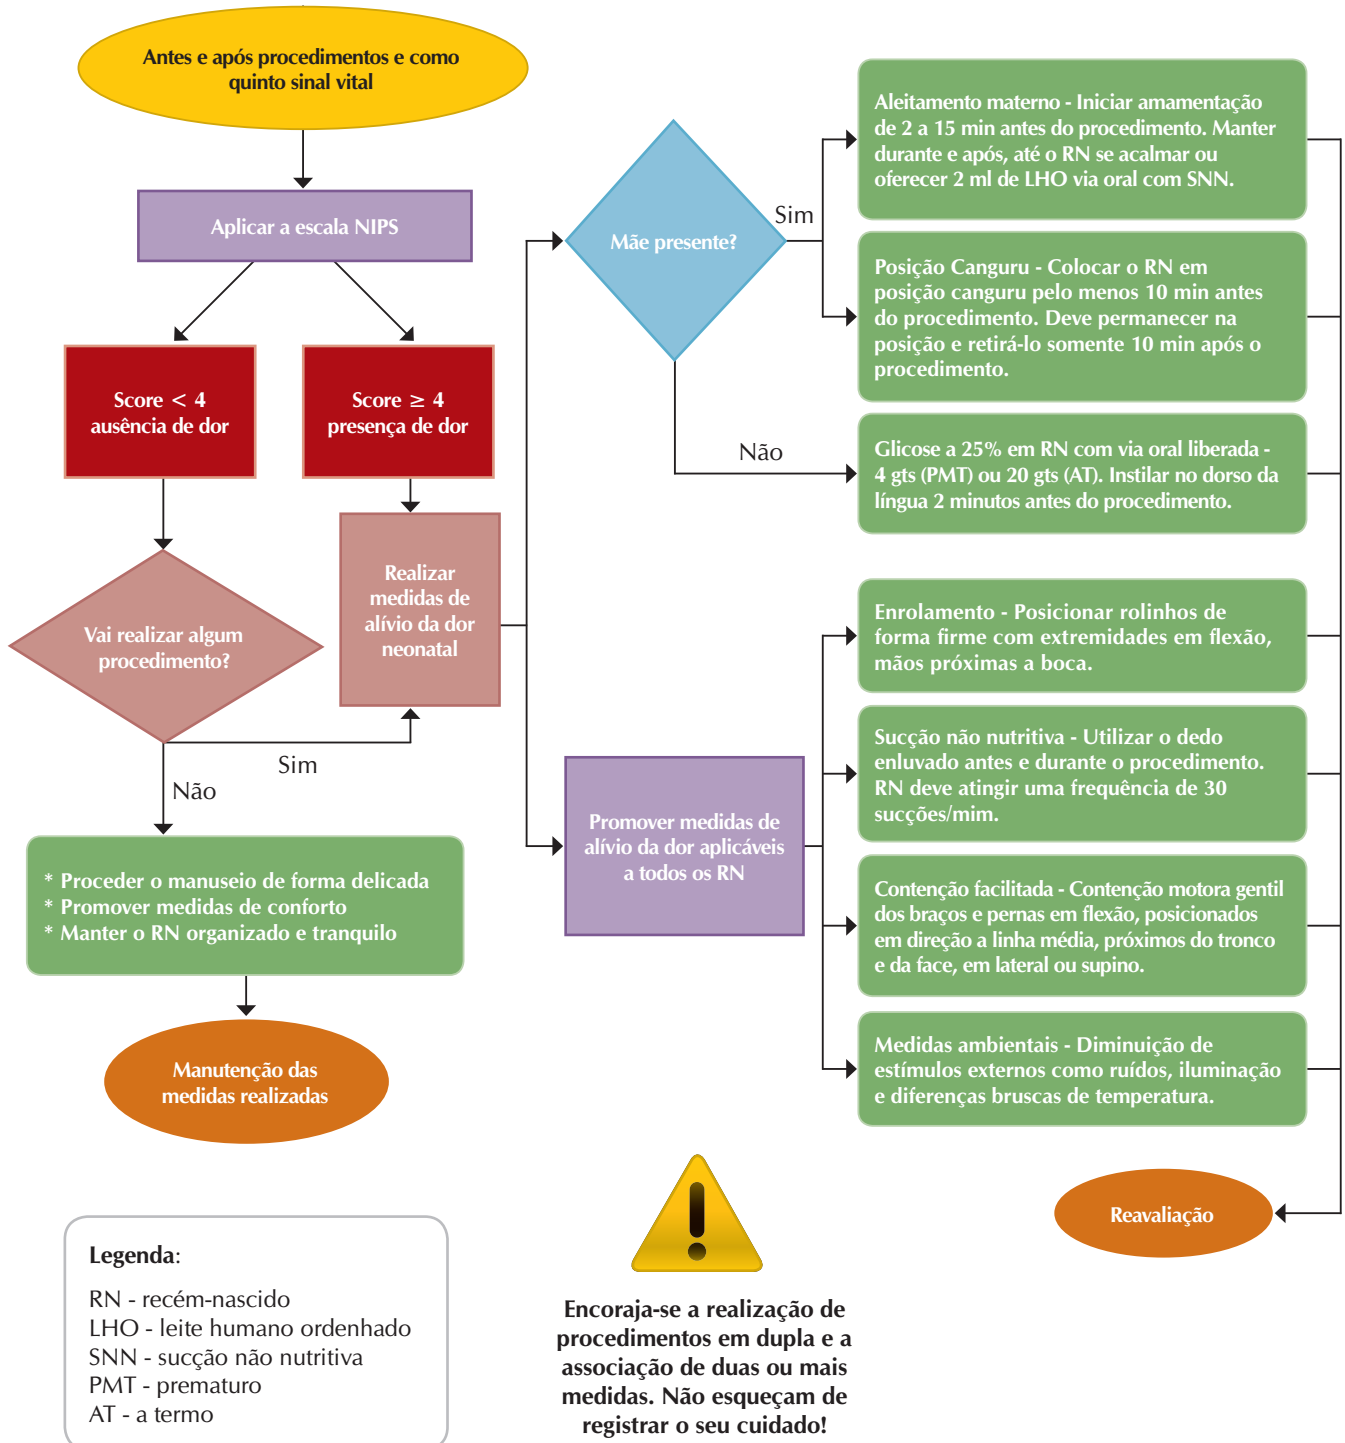 Antes e após procedimentos e como
quinto sinal vital
Aplicar a escala NIPS
Score < 4
ausência de dor
Score ≥ 4
presença de dor
Vai realizar algum
procedimento?
Realizar
medidas de
alívio da dor
neonatal
Sim
Não
* Proceder o manuseio de forma delicada
* Promover medidas de conforto
* Manter o RN organizado e tranquilo
Manutenção das
medidas realizadas
Mãe presente?
Sim
Não
Aleitamento materno - Iniciar amamentação
de 2 a 15 min antes do procedimento. Manter
durante e após, até o RN se acalmar ou
oferecer 2 ml de LHO via oral com SNN.
Posição Canguru - Colocar o RN em
posição canguru pelo menos 10 min antes
do procedimento. Deve permanecer na
posição e retirá-lo somente 10 min após o
procedimento.
Glicose a 25% em RN com via oral liberada -
4 gts (PMT) ou 20 gts (AT). Instilar no dorso da
língua 2 minutos antes do procedimento.
Promover medidas de
alívio da dor aplicáveis
a todos os RN
Enrolamento - Posicionar rolinhos de
forma firme com extremidades em flexão,
mãos próximas a boca.
Sucção não nutritiva - Utilizar o dedo
enluvado antes e durante o procedimento.
RN deve atingir uma frequência de 30
sucções/mim.
Contenção facilitada - Contenção motora gentil
dos braços e pernas em flexão, posicionados
em direção a linha média, próximos do tronco
e da face, em lateral ou supino.
Medidas ambientais - Diminuição de
estímulos externos como ruídos, iluminação
e diferenças bruscas de temperatura.
Reavaliação
Legenda:
RN - recém-nascido
LHO - leite humano ordenhado
SNN - sucção não nutritiva
PMT - prematuro
AT - a termo
Encoraja-se a realização de
procedimentos em dupla e a
associação de duas ou mais
medidas. Não esqueçam de
registrar o seu cuidado!